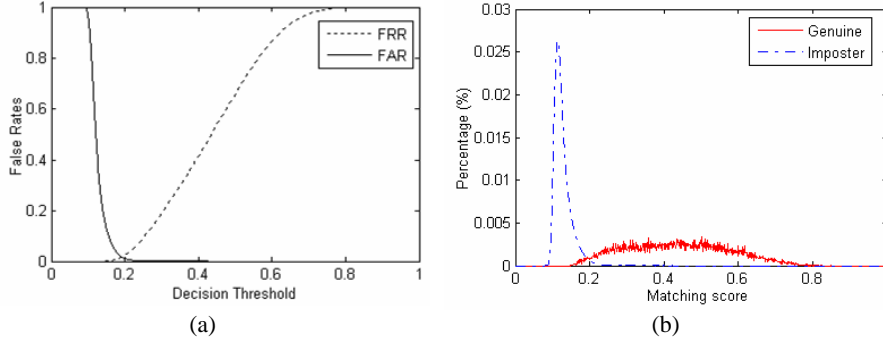 1
0.8
0.6
0.4
0.2
0
False Rates
FRR
FAR
0 0.2 0.4 0.6 0.8 1
Decision Threshold
(a)
0.03
0.025
0.02
0.015
0.01
0.005
0
Percentage (%)
Genuine
Imposter
0.2 0.4 0.6 0.8
Matching score
(b)